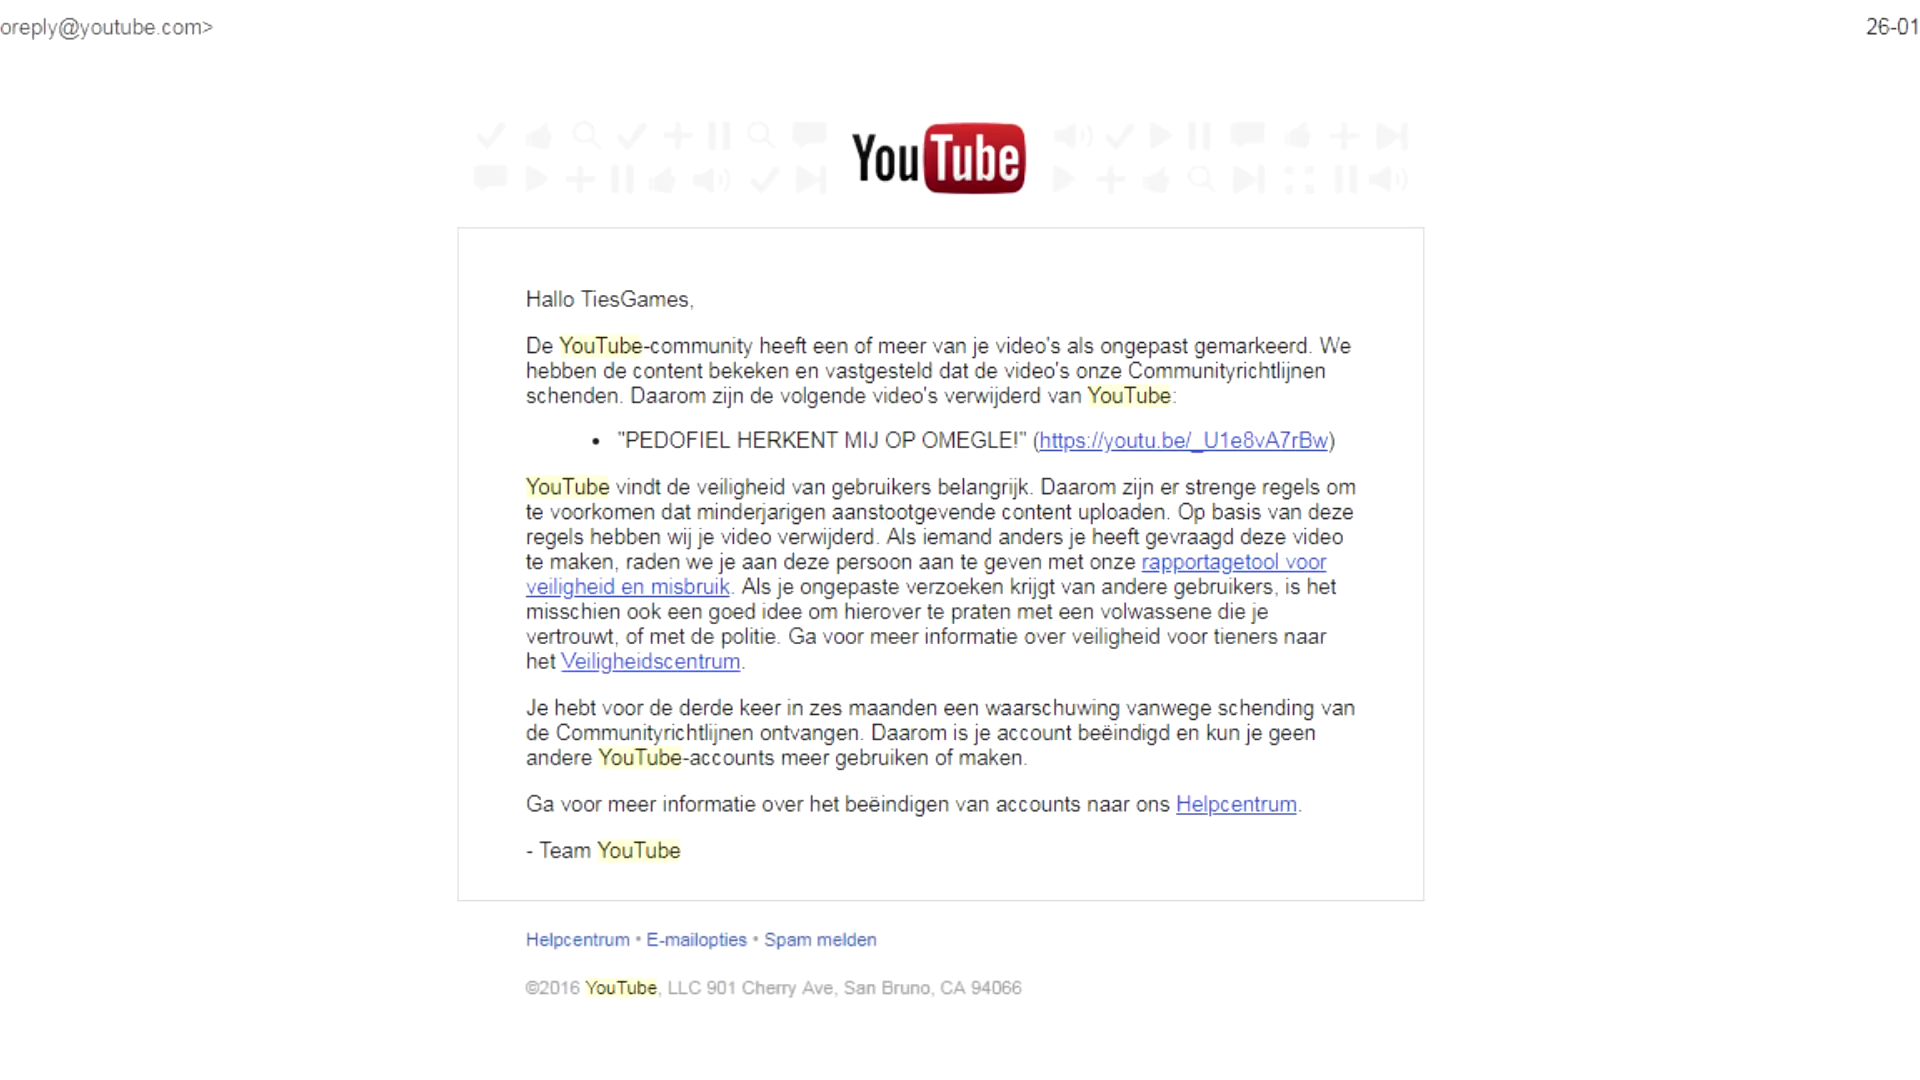 oreply@youtube.com>
26-01
YouTube
Hallo TiesGames,
De YouTube-community heeft een of meer van je video's als ongepast gemarkeerd. We
hebben de content bekeken en vastgesteld dat de video's onze Communityrichtlijnen
schenden. Daarom zijn de volgende video's verwijderd van YouTube:
• "PEDOFIEL HERKENT MIJ OP OMEGLE!" (https://youtu.be/_U1e8vA7rBw)
YouTube vindt de veiligheid van gebruikers belangrijk. Daarom zijn er strenge regels om
te voorkomen dat minderjarigen aanstootgevende content uploaden. Op basis van deze
regels hebben wij je video verwijderd. Als iemand anders je heeft gevraagd deze video
te maken, raden we je aan deze persoon aan te geven met onze rapportagetool voor
veiligheid en misbruik. Als je ongepaste verzoeken krijgt van andere gebruikers, is het
misschien ook een goed idee om hierover te praten met een volwassene die je
vertrouwt, of met de politie. Ga voor meer informatie over veiligheid voor tieners naar
het Veiligheidscentrum.
Je hebt voor de derde keer in zes maanden een waarschuwing vanwege schending van
de Communityrichtlijnen ontvangen. Daarom is je account beëindigd en kun je geen
andere YouTube-accounts meer gebruiken of maken.
Ga voor meer informatie over het beëindigen van accounts naar ons Helpcentrum.
- Team YouTube
Helpcentrum • E-mailopties • Spam melden
©2016 YouTube, LLC 901 Cherry Ave, San Bruno, CA 94066